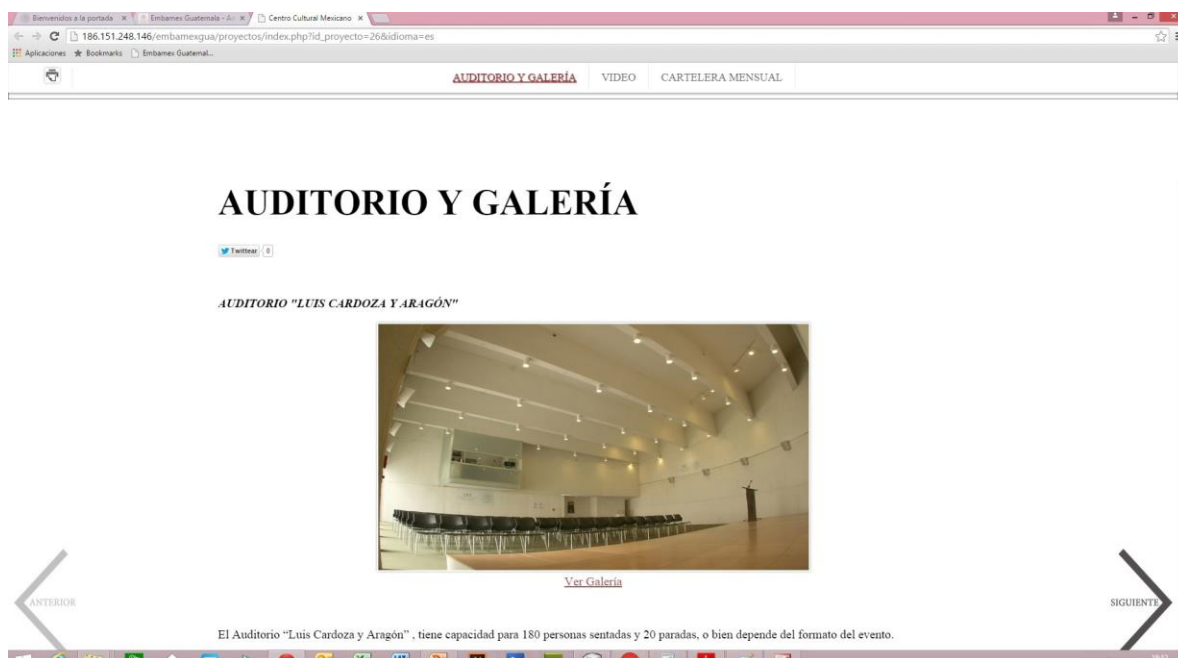 Bienvenidos a la portada
Embamex Guatemala - A
Centro Cultural Mexicano
186.151.248.146/embamexgua/proyectos/index.php?id_proyecto=26&idioma=es
Aplicaciones Bookmarks Embamex Guatemal...
AUDITORIO Y GALERÍA VIDEO CARTELERA MENSUAL
AUDITORIO Y GALERÍA
Twittear 0
AUDITORIO "LUIS CARDOZA Y ARAGÓN"
Ver Galería
ANTERIOR
SIGUIENTE
El Auditorio “Luis Cardoza y Aragón” , tiene capacidad para 180 personas sentadas y 20 paradas, o bien depende del formato del evento.